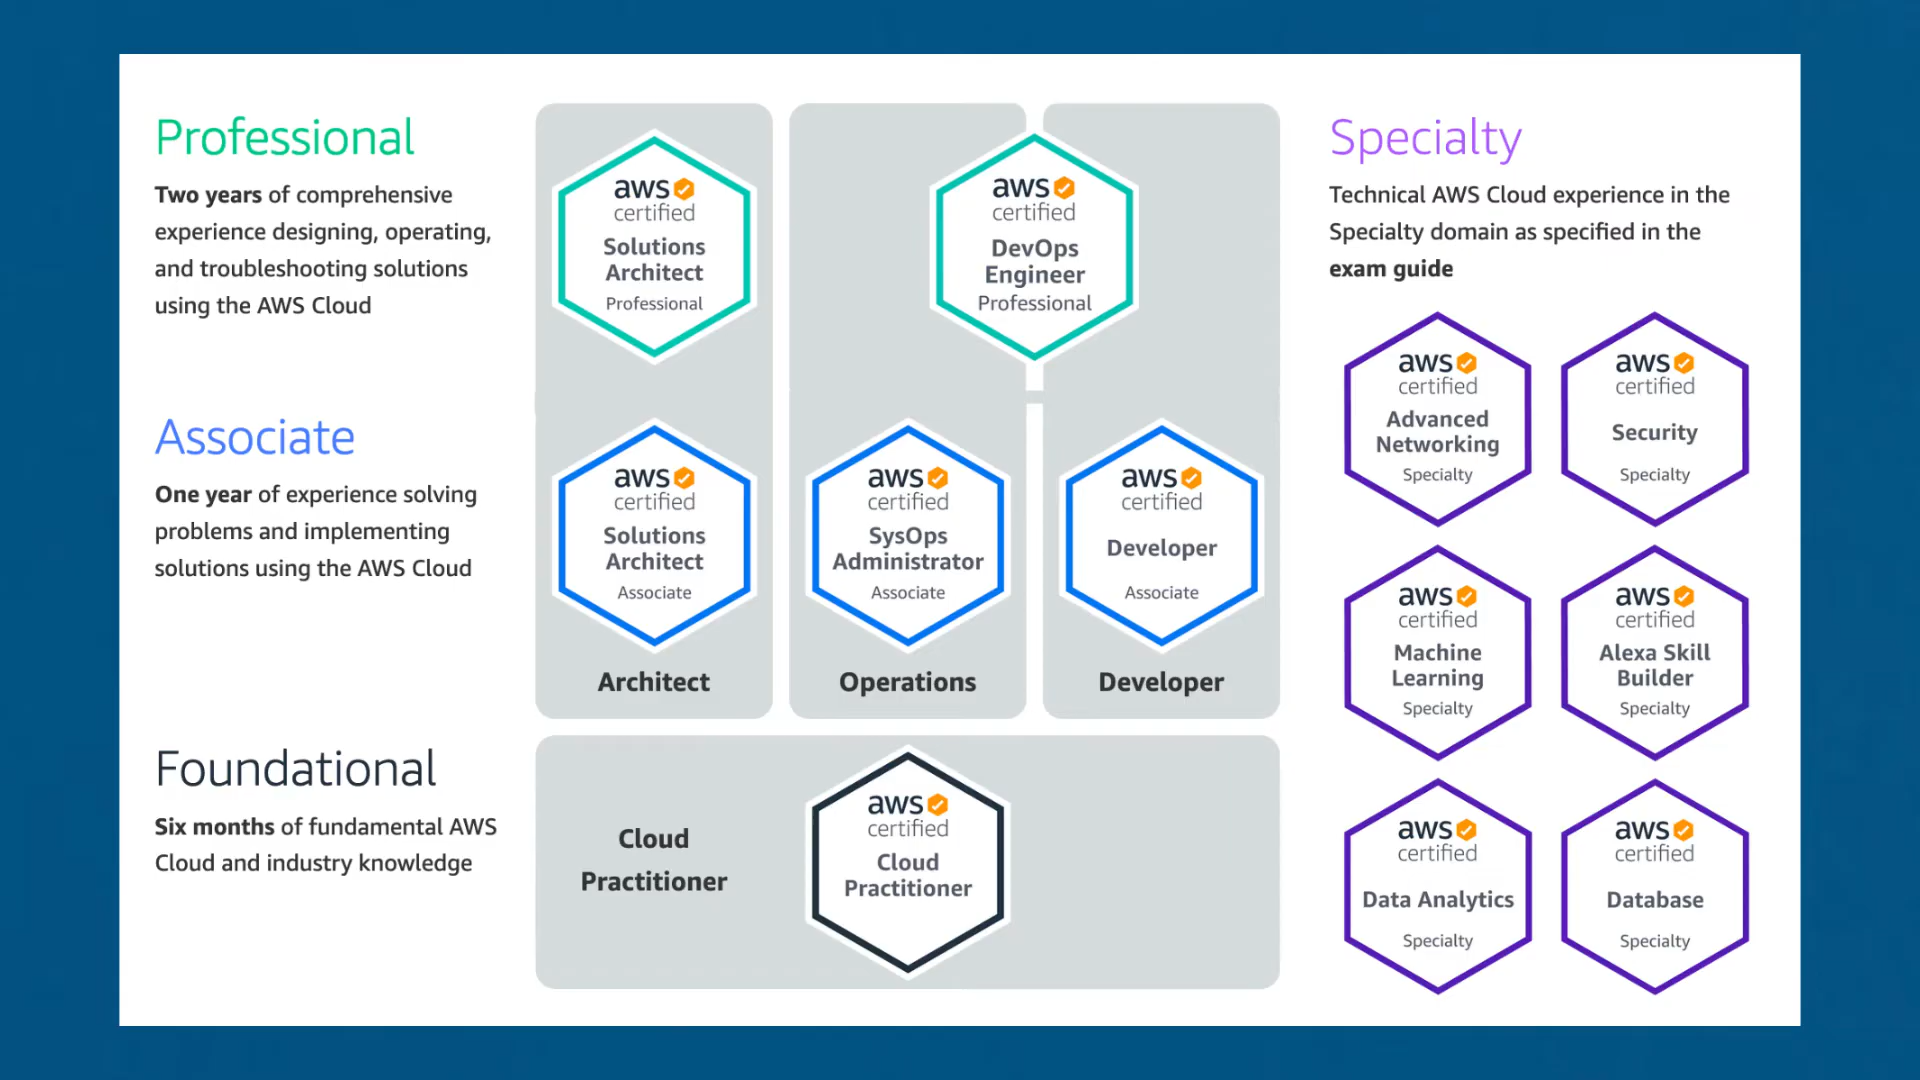 Professional
Two years of comprehensive
experience designing, operating,
and troubleshooting solutions
using the AWS Cloud
aws
certified
Solutions
Architect
Professional
aws
certified
DevOps
Engineer
Professional
Associate
One year of experience solving
problems and implementing
solutions using the AWS Cloud
aws
certified
Solutions
Architect
Associate
aws
certified
SysOps
Administrator
Associate
aws
certified
Developer
Associate
Architect
Operations
Developer
Foundational
Six months of fundamental AWS
Cloud and industry knowledge
Cloud
Practitioner
aws
certified
Cloud
Practitioner
Specialty
Technical AWS Cloud experience in the
Specialty domain as specified in the
exam guide
aws
certified
Advanced
Networking
Specialty
aws
certified
Security
Specialty
aws
certified
Machine
Learning
Specialty
aws
certified
Alexa Skill
Builder
Specialty
aws
certified
Data Analytics
Specialty
aws
certified
Database
Specialty